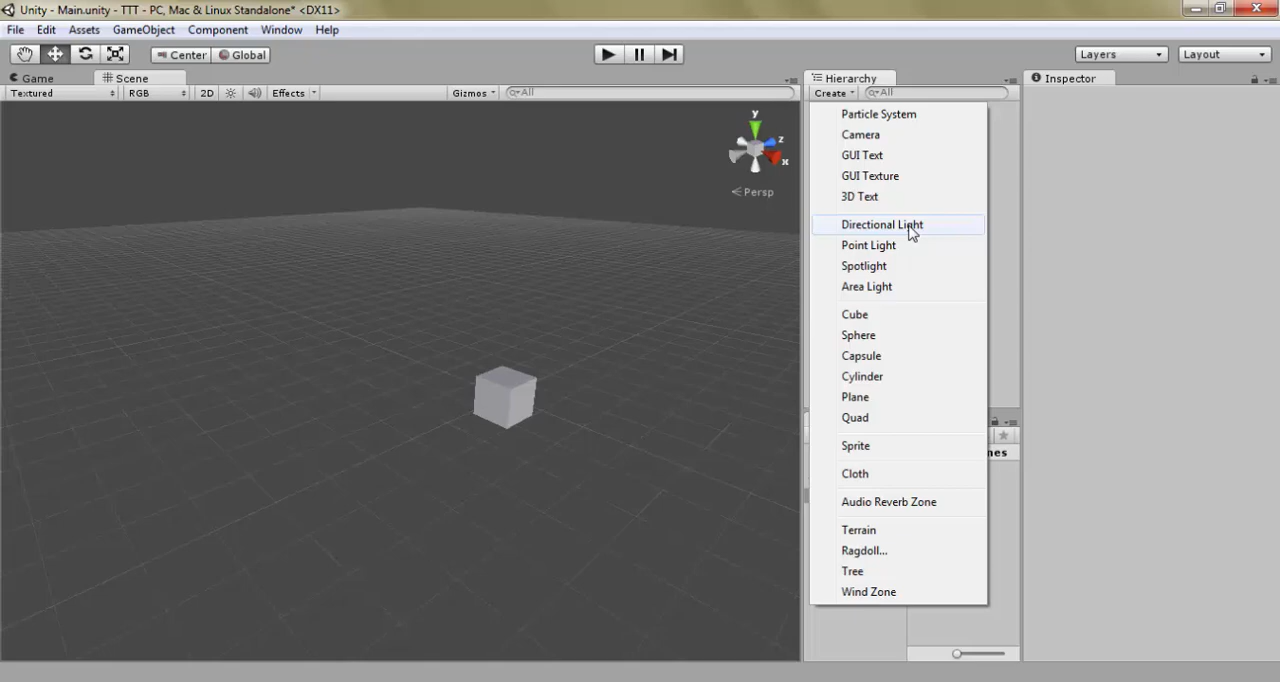 Unity - Main.unity - TTT - PC, Mac & Linux Standalone* <DX11>
File Edit Assets GameObject Component Window Help
Center Global Layers Layout
Game Scene Hierarchy Inspector
Textured RGB 2D Effects Gizmos All Create All
y
z
x
Persp
Particle System
Camera
GUI Text
GUI Texture
3D Text
Directional Light
Point Light
Spotlight
Area Light
Cube
Sphere
Capsule
Cylinder
Plane
Quad
Sprite
nes
Cloth
Audio Reverb Zone
Terrain
Ragdoll...
Tree
Wind Zone